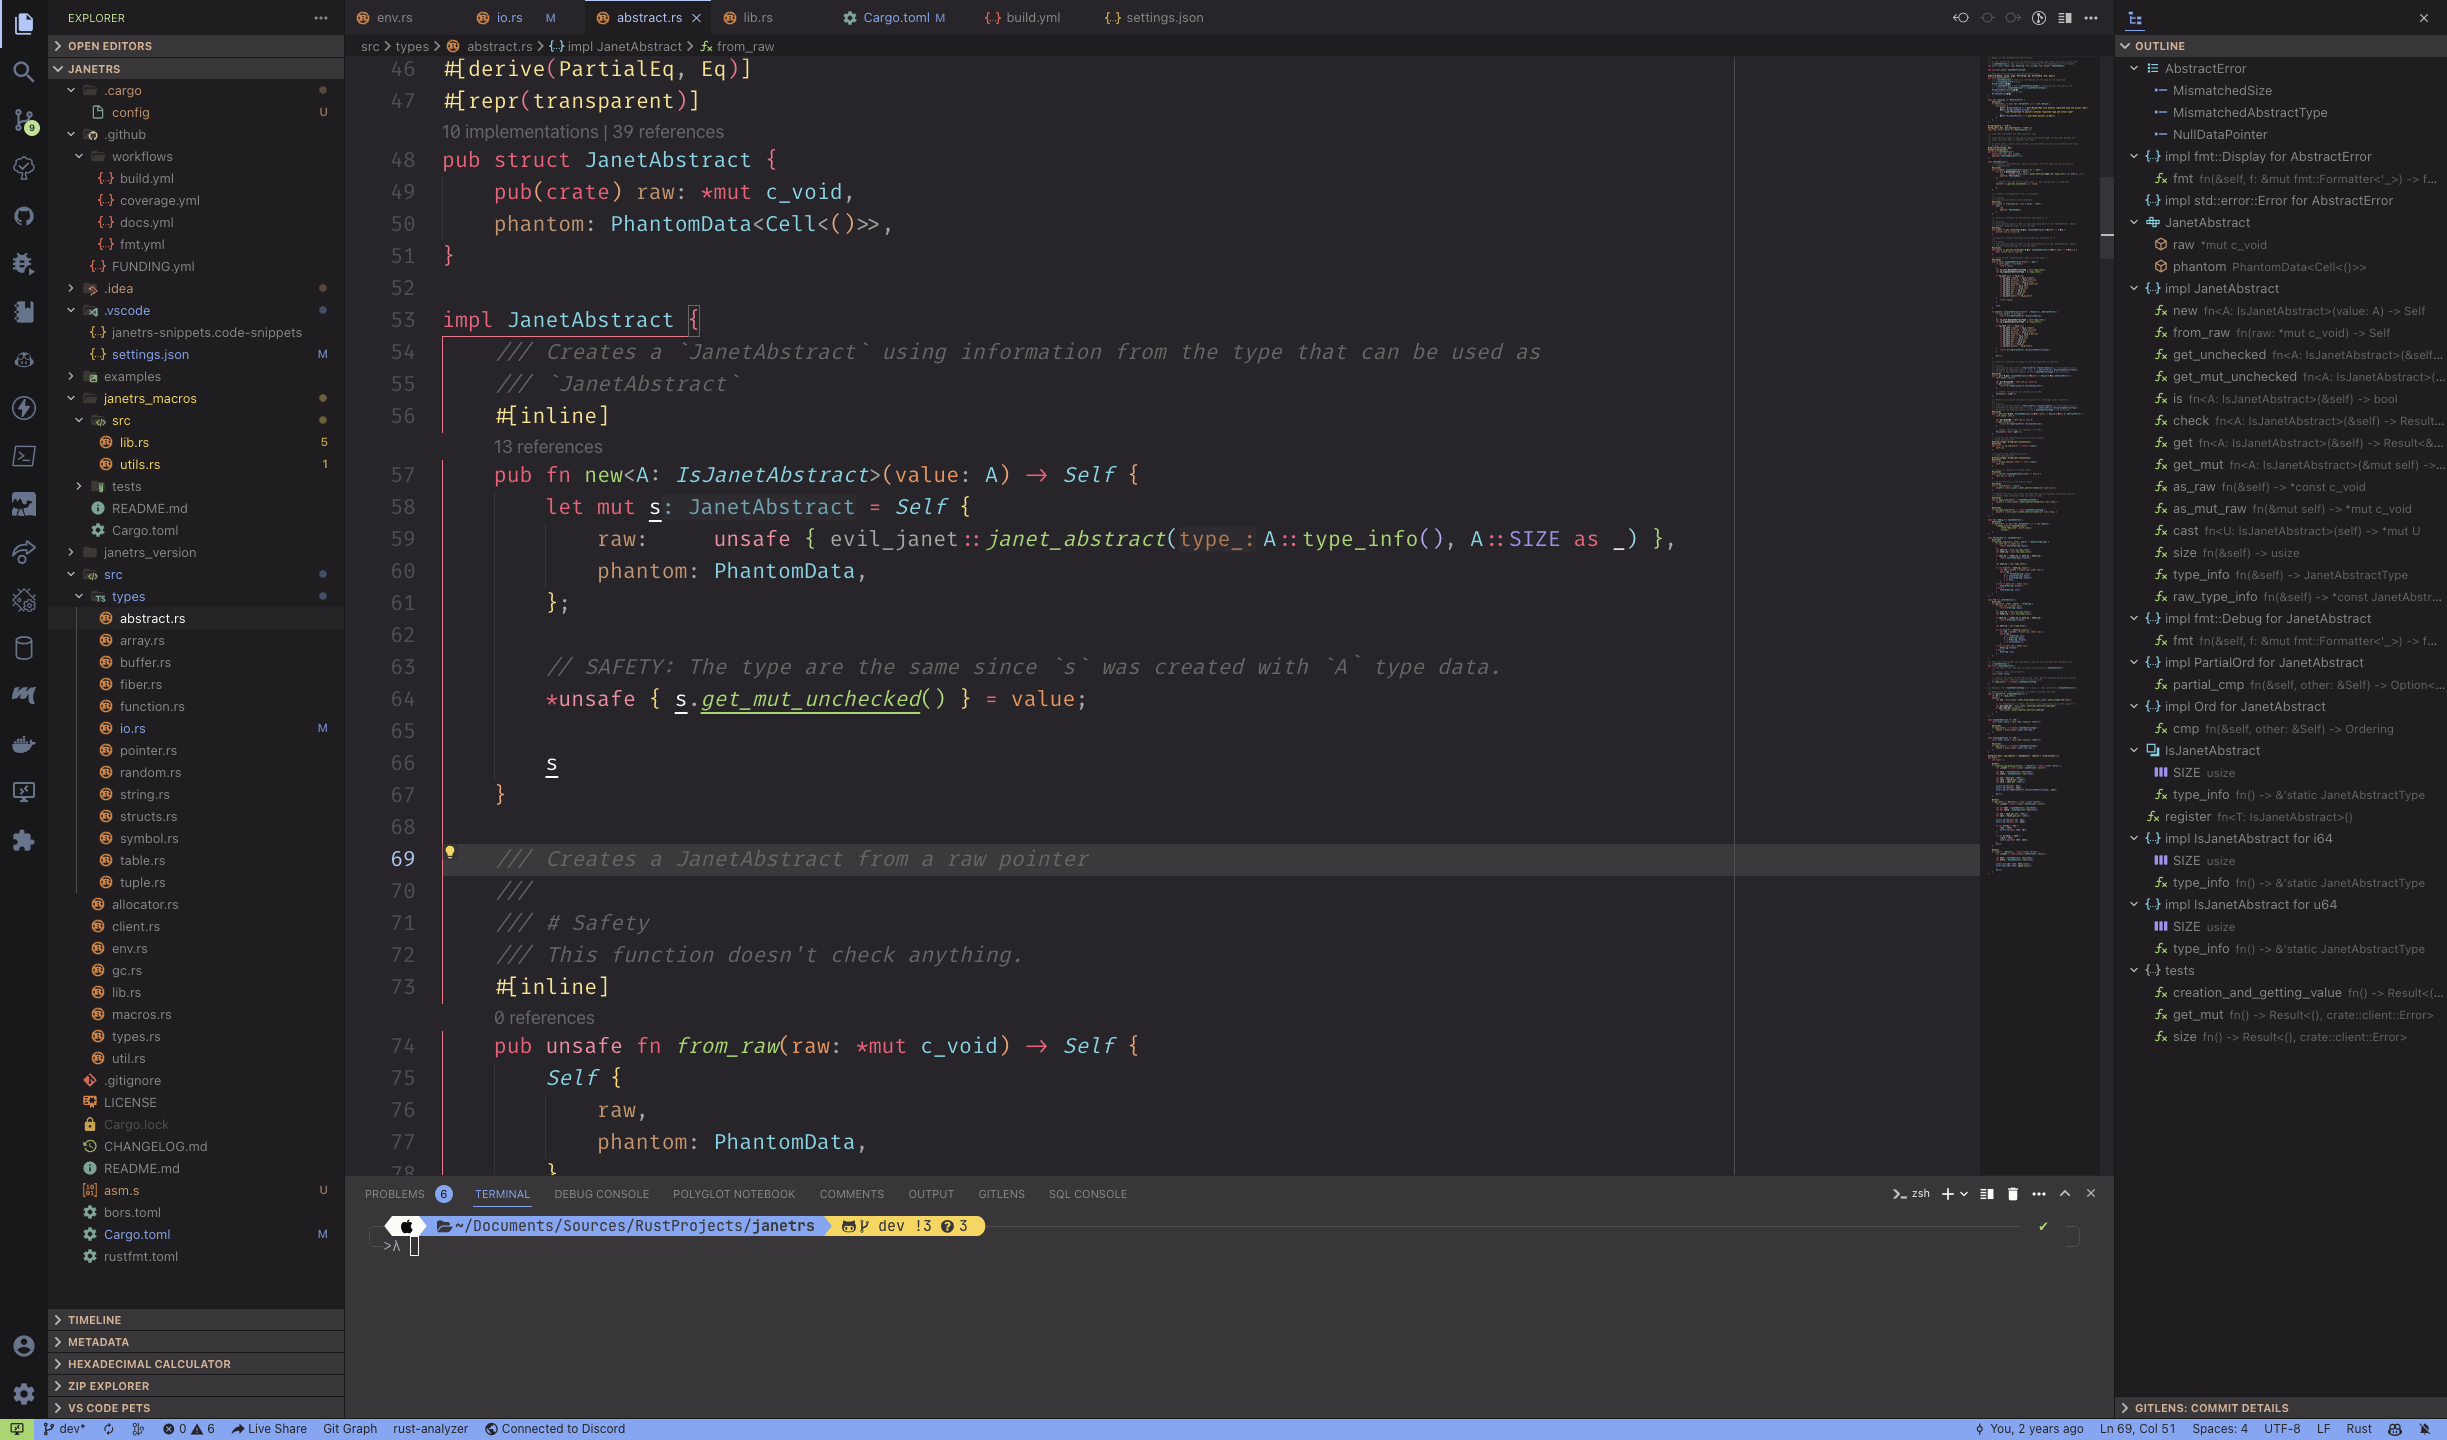 EXPLORER
OPEN EDITORS
JANETRS
.cargo
config U
.github
workflows
build.yml
coverage.yml
docs.yml
fmt.yml
FUNDING.yml
.idea
.vscode
janetrs-snippets.code-snippets
settings.json M
examples
janetrs_macros
src
lib.rs 5
utils.rs 1
tests
README.md
Cargo.toml
janetrs_version
src
types
abstract.rs
array.rs
buffer.rs
fiber.rs
function.rs
io.rs M
pointer.rs
random.rs
string.rs
structs.rs
symbol.rs
table.rs
tuple.rs
allocator.rs
client.rs
env.rs
gc.rs
lib.rs
macros.rs
types.rs
util.rs
.gitignore
LICENSE
Cargo.lock
CHANGELOG.md
README.md
asm.s U
bors.toml
Cargo.toml M
rustfmt.toml
TIMELINE
METADATA
HEXADECIMAL CALCULATOR
ZIP EXPLORER
VS CODE PETS
9
env.rs io.rs M abstract.rs lib.rs Cargo.toml M build.yml settings.json
src > types > abstract.rs > impl JanetAbstract > from_raw
46 #[derive(PartialEq, Eq)]
47 #[repr(transparent)]
10 implementations | 39 references
48 pub struct JanetAbstract {
49 pub(crate) raw: *mut c_void,
50 phantom: PhantomData<Cell<()>>,
51 }
52
53 impl JanetAbstract {
54 /// Creates a `JanetAbstract` using information from the type that can be used as
55 /// `JanetAbstract`
56 #[inline]
13 references
57 pub fn new<A: IsJanetAbstract>(value: A) -> Self {
58 let mut s: JanetAbstract = Self {
59 raw: unsafe { evil_janet::janet_abstract(type_: A::type_info(), A::SIZE as _) },
60 phantom: PhantomData,
61 };
62
63 // SAFETY: The type are the same since `s` was created with `A` type data.
64 *unsafe { s.get_mut_unchecked() } = value;
65
66 s
67 }
68
69 /// Creates a JanetAbstract from a raw pointer
70 ///
71 /// # Safety
72 /// This function doesn't check anything.
73 #[inline]
0 references
74 pub unsafe fn from_raw(raw: *mut c_void) -> Self {
75 Self {
76 raw,
77 phantom: PhantomData,
78 }
PROBLEMS 6 TERMINAL DEBUG CONSOLE POLYGLOT NOTEBOOK COMMENTS OUTPUT GITLENS SQL CONSOLE zsh
~/Documents/Sources/RustProjects/janetrs dev !3 ?3 ✔
>λ
OUTLINE
AbstractError
MismatchedSize
MismatchedAbstractType
NullDataPointer
impl fmt::Display for AbstractError
fmt fn(&self, f: &mut fmt::Formatter<'_>) -> f...
impl std::error::Error for AbstractError
JanetAbstract
raw *mut c_void
phantom PhantomData<Cell<()>>
impl JanetAbstract
new fn<A: IsJanetAbstract>(value: A) -> Self
from_raw fn(raw: *mut c_void) -> Self
get_unchecked fn<A: IsJanetAbstract>(&self...
get_mut_unchecked fn<A: IsJanetAbstract>(...
is fn<A: IsJanetAbstract>(&self) -> bool
check fn<A: IsJanetAbstract>(&self) -> Result...
get fn<A: IsJanetAbstract>(&self) -> Result<&...
get_mut fn<A: IsJanetAbstract>(&mut self) ->...
as_raw fn(&self) -> *const c_void
as_mut_raw fn(&mut self) -> *mut c_void
cast fn<U: IsJanetAbstract>(self) -> *mut U
size fn(&self) -> usize
type_info fn(&self) -> JanetAbstractType
raw_type_info fn(&self) -> *const JanetAbstr...
impl fmt::Debug for JanetAbstract
fmt fn(&self, f: &mut fmt::Formatter<'_>) -> f...
impl PartialOrd for JanetAbstract
partial_cmp fn(&self, other: &Self) -> Option<...
impl Ord for JanetAbstract
cmp fn(&self, other: &Self) -> Ordering
IsJanetAbstract
SIZE usize
type_info fn() -> &'static JanetAbstractType
register fn<T: IsJanetAbstract>()
impl IsJanetAbstract for i64
SIZE usize
type_info fn() -> &'static JanetAbstractType
impl IsJanetAbstract for u64
SIZE usize
type_info fn() -> &'static JanetAbstractType
tests
creation_and_getting_value fn() -> Result<(...
get_mut fn() -> Result<(), crate::client::Error>
size fn() -> Result<(), crate::client::Error>
GITLENS: COMMIT DETAILS
dev* 0 6 Live Share Git Graph rust-analyzer Connected to Discord You, 2 years ago Ln 69, Col 51 Spaces: 4 UTF-8 LF Rust